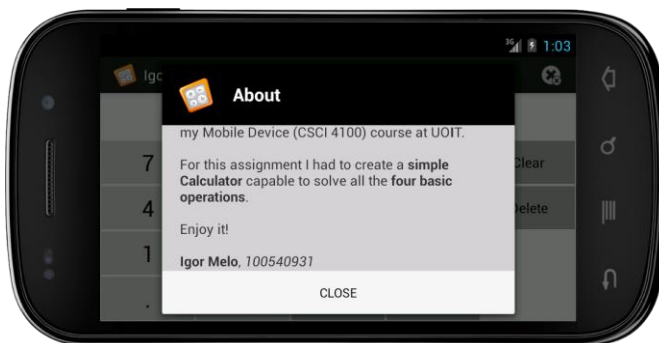 3G 1:03
Igo
About
my Mobile Device (CSCI 4100) course at UOIT.
7
For this assignment I had to create a simple
Clear
Calculator capable to solve all the four basic
4
operations.
Delete
Enjoy it!
1
Igor Melo, 100540931
.
CLOSE